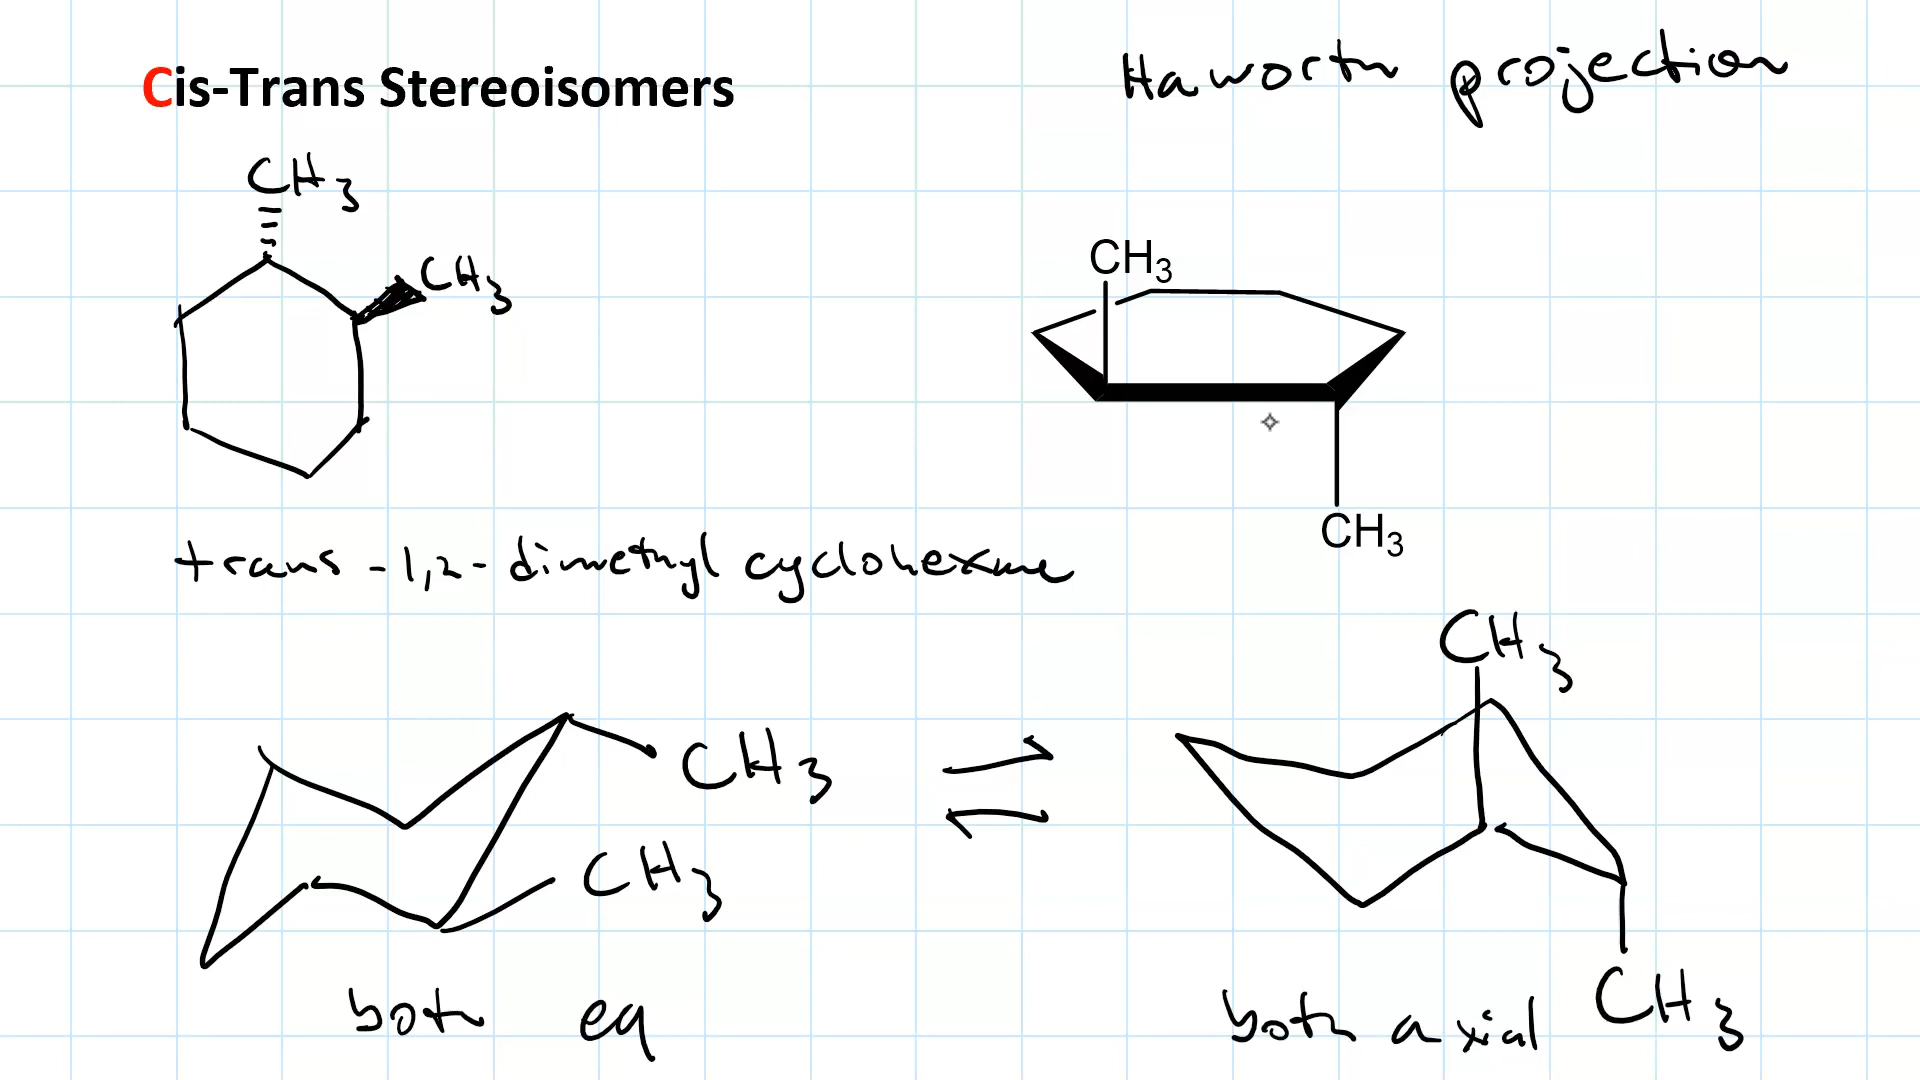 Cis-Trans Stereoisomers
Haworth projection
CH3
CH3
CH3
CH3
trans-1,2-dimethyl cyclohexane
CH3
CH3
CH3
CH3
both eq
both axial